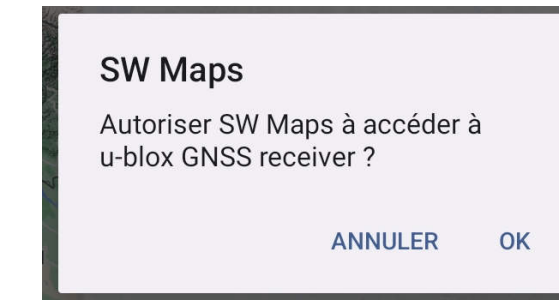 SW Maps
Autoriser SW Maps à accéder à
u-blox GNSS receiver ?
ANNULER OK